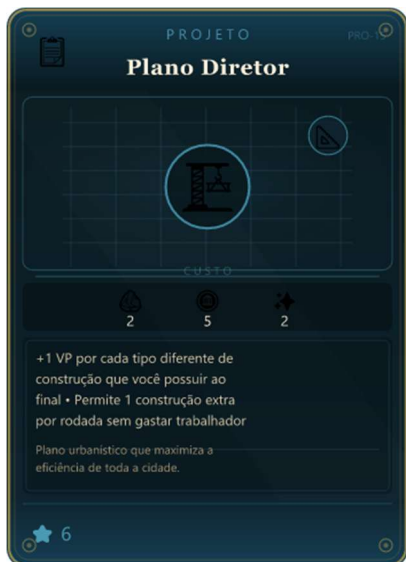 PROJETO
Plano Diretor
CUSTO
2 5 2
+1 VP por cada tipo diferente de
construção que você possuir ao
final • Permite 1 construção extra
por rodada sem gastar trabalhador
Plano urbanístico que maximiza a
eficiência de toda a cidade.
6